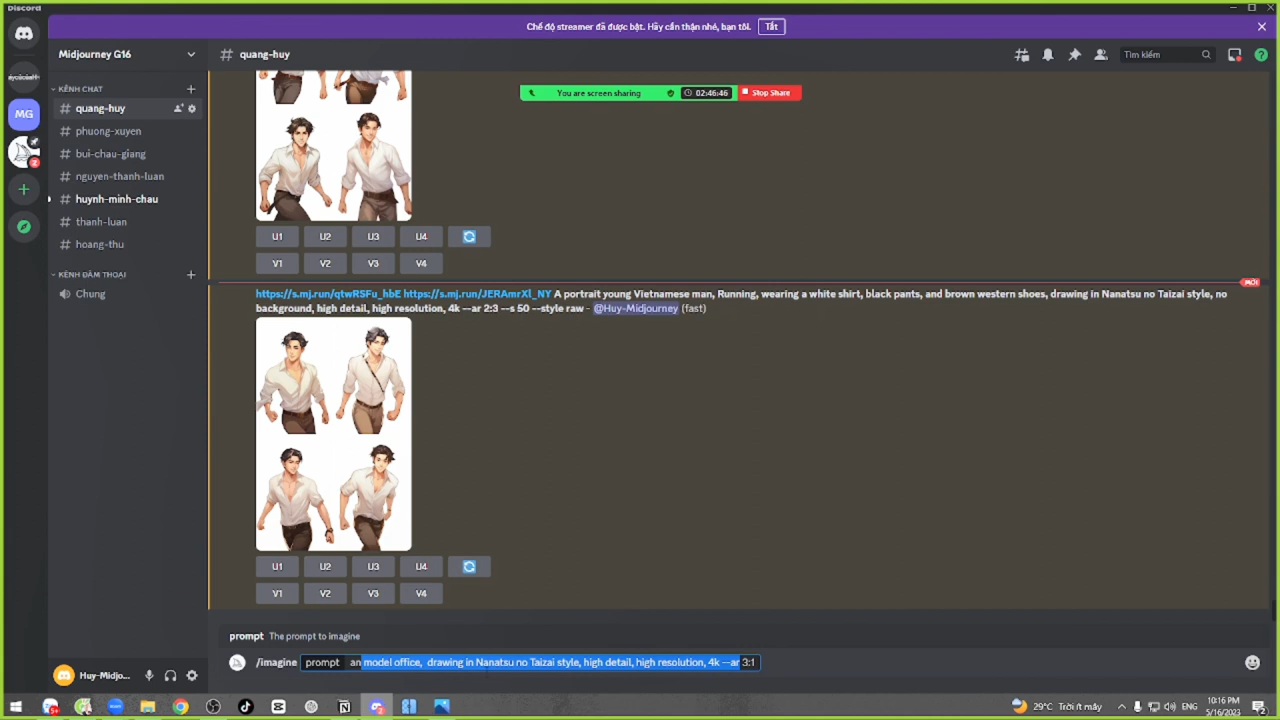 Discord
Chế độ streamer đã được bật. Hãy cẩn thận nhé, bạn tôi.
Tắt
Midjourney G16
quang-huy
Tìm kiếm
You are screen sharing
02:46:46
Stop Share
KÊNH CHAT
quang-huy
MG
phuong-xuyen
bui-chau-giang
2
nguyen-thanh-luan
huynh-minh-chau
thanh-luan
hoang-thu
KÊNH ĐÀM THOẠI
Chung
U1 U2 U3 U4
V1 V2 V3 V4
MỚI
https://s.mj.run/qtwRSFu_hbE https://s.mj.run/JERAmrXl_NY A portrait young Vietnamese man, Running, wearing a white shirt, black pants, and brown western shoes, drawing in Nanatsu no Taizai style, no
background, high detail, high resolution, 4k --ar 2:3 --s 50 --style raw - @Huy-Midjourney (fast)
U1 U2 U3 U4
V1 V2 V3 V4
prompt The prompt to imagine
/imagine prompt an model office, drawing in Nanatsu no Taizai style, high detail, high resolution, 4k --ar 3:1
Huy-Midjo...
29°C Trời ít mây
ENG
10:16 PM
5/16/2023